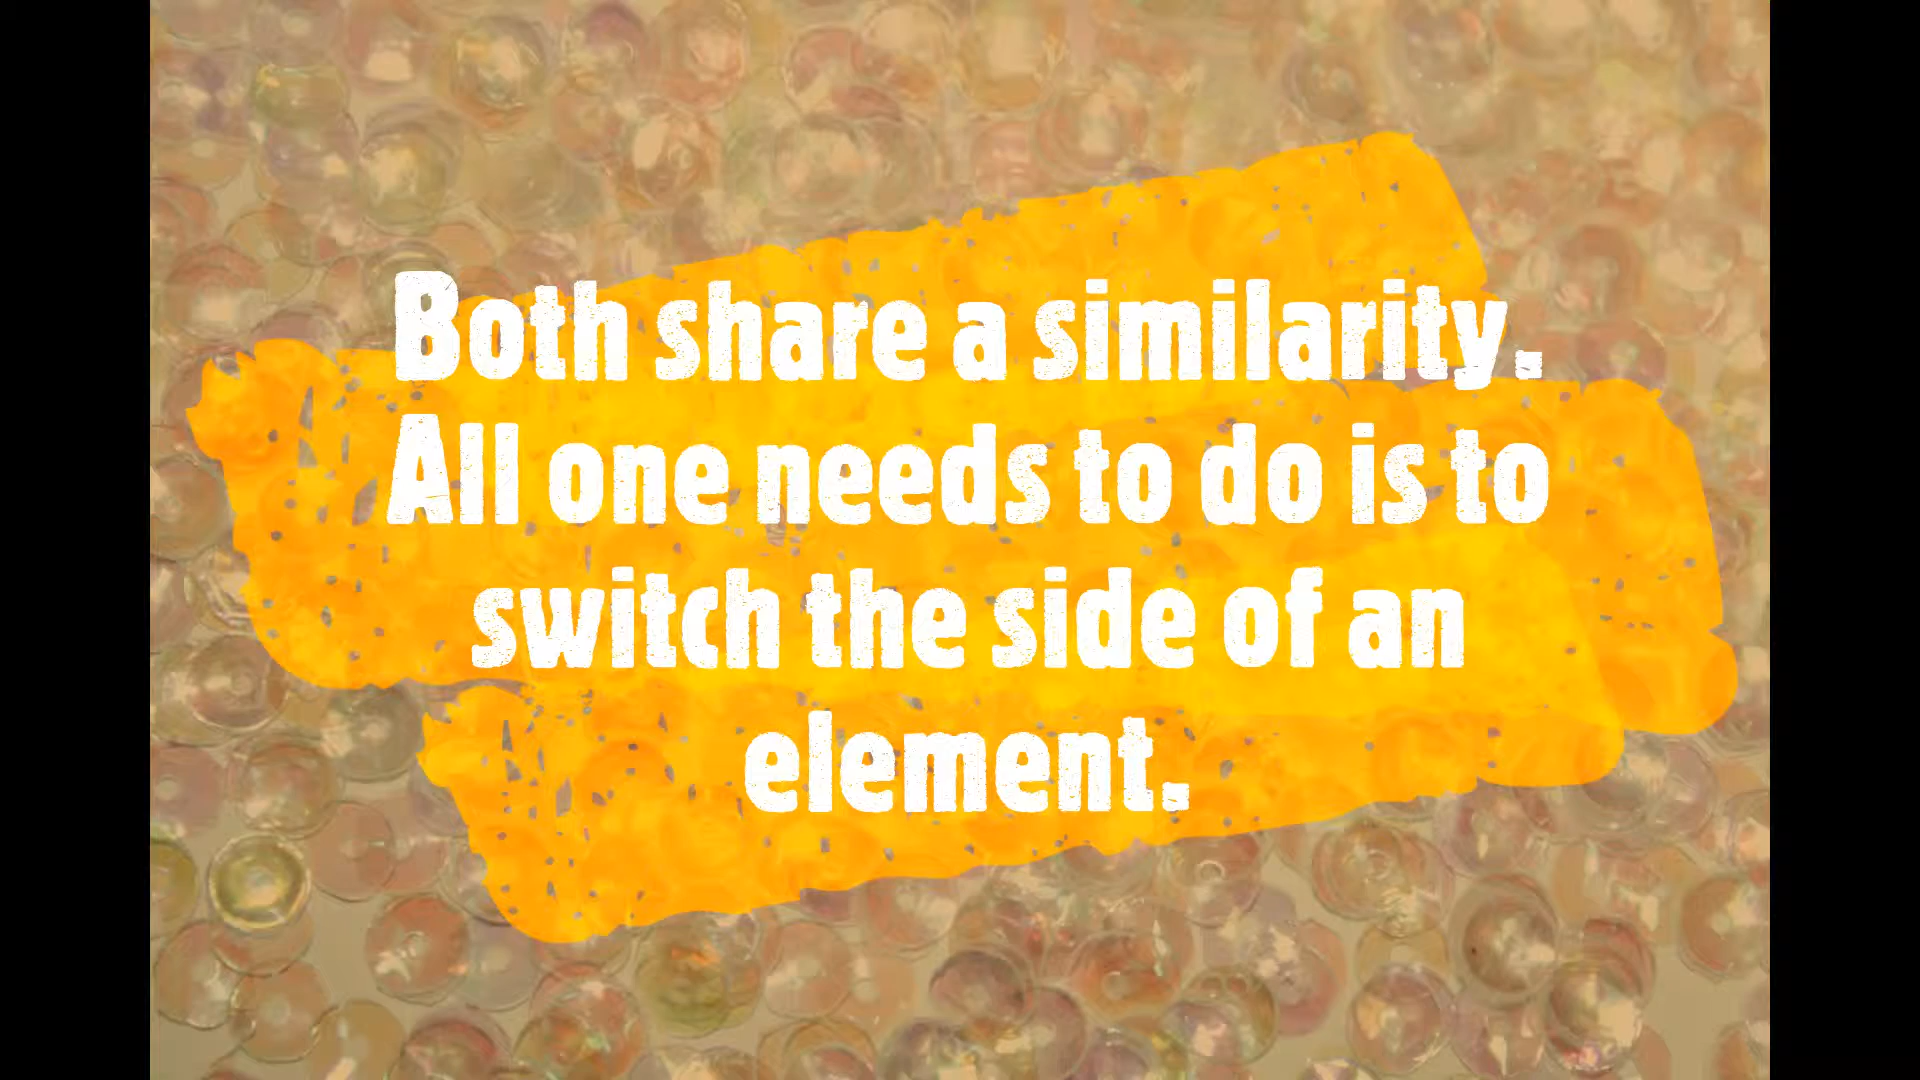 Both share a similarity.
All one needs to do is to
switch the side of an
element.